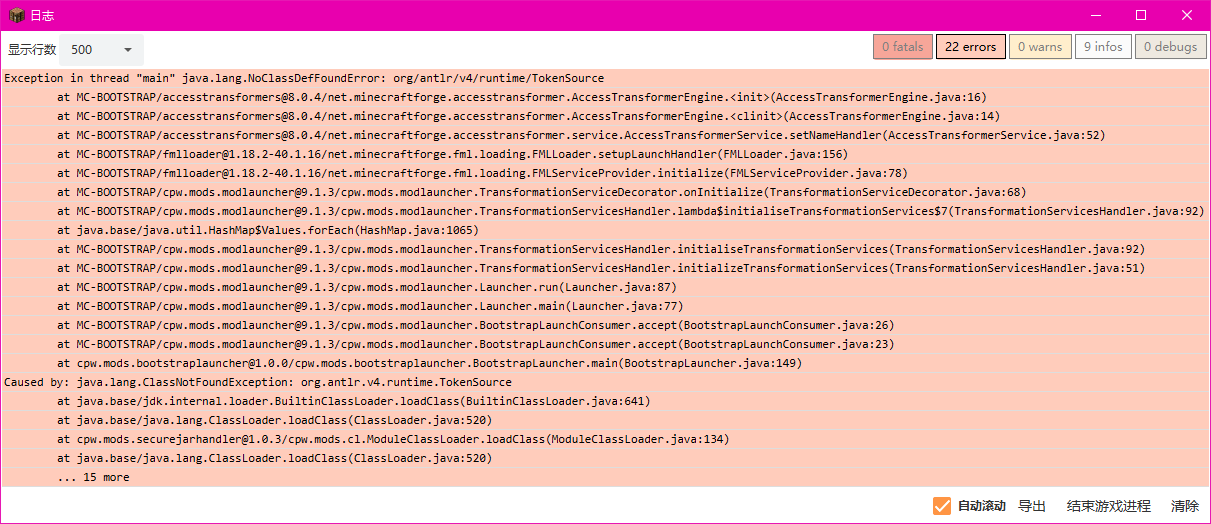 日志
显示行数 500 0 fatals 22 errors 0 warns 9 infos 0 debugs
Exception in thread "main" java.lang.NoClassDefFoundError: org/antlr/v4/runtime/TokenSource
at MC-BOOTSTRAP/accesstransformers@8.0.4/net.minecraftforge.accesstransformer.AccessTransformerEngine.<init>(AccessTransformerEngine.java:16)
at MC-BOOTSTRAP/accesstransformers@8.0.4/net.minecraftforge.accesstransformer.AccessTransformerEngine.<clinit>(AccessTransformerEngine.java:14)
at MC-BOOTSTRAP/accesstransformers@8.0.4/net.minecraftforge.accesstransformer.service.AccessTransformerService.setNameHandler(AccessTransformerService.java:52)
at MC-BOOTSTRAP/fmlloader@1.18.2-40.1.16/net.minecraftforge.fml.loading.FMLLoader.setupLaunchHandler(FMLLoader.java:156)
at MC-BOOTSTRAP/fmlloader@1.18.2-40.1.16/net.minecraftforge.fml.loading.FMLServiceProvider.initialize(FMLServiceProvider.java:78)
at MC-BOOTSTRAP/cpw.mods.modlauncher@9.1.3/cpw.mods.modlauncher.TransformationServiceDecorator.onInitialize(TransformationServiceDecorator.java:68)
at MC-BOOTSTRAP/cpw.mods.modlauncher@9.1.3/cpw.mods.modlauncher.TransformationServicesHandler.lambda$initialiseTransformationServices$7(TransformationServicesHandler.java:92)
at java.base/java.util.HashMap$Values.forEach(HashMap.java:1065)
at MC-BOOTSTRAP/cpw.mods.modlauncher@9.1.3/cpw.mods.modlauncher.TransformationServicesHandler.initialiseTransformationServices(TransformationServicesHandler.java:92)
at MC-BOOTSTRAP/cpw.mods.modlauncher@9.1.3/cpw.mods.modlauncher.TransformationServicesHandler.initializeTransformationServices(TransformationServicesHandler.java:51)
at MC-BOOTSTRAP/cpw.mods.modlauncher@9.1.3/cpw.mods.modlauncher.Launcher.run(Launcher.java:87)
at MC-BOOTSTRAP/cpw.mods.modlauncher@9.1.3/cpw.mods.modlauncher.Launcher.main(Launcher.java:77)
at MC-BOOTSTRAP/cpw.mods.modlauncher@9.1.3/cpw.mods.modlauncher.BootstrapLaunchConsumer.accept(BootstrapLaunchConsumer.java:26)
at MC-BOOTSTRAP/cpw.mods.modlauncher@9.1.3/cpw.mods.modlauncher.BootstrapLaunchConsumer.accept(BootstrapLaunchConsumer.java:23)
at cpw.mods.bootstraplauncher@1.0.0/cpw.mods.bootstraplauncher.BootstrapLauncher.main(BootstrapLauncher.java:149)
Caused by: java.lang.ClassNotFoundException: org.antlr.v4.runtime.TokenSource
at java.base/jdk.internal.loader.BuiltinClassLoader.loadClass(BuiltinClassLoader.java:641)
at java.base/java.lang.ClassLoader.loadClass(ClassLoader.java:520)
at cpw.mods.securejarhandler@1.0.3/cpw.mods.cl.ModuleClassLoader.loadClass(ModuleClassLoader.java:134)
at java.base/java.lang.ClassLoader.loadClass(ClassLoader.java:520)
... 15 more
自动滚动 导出 结束游戏进程 清除